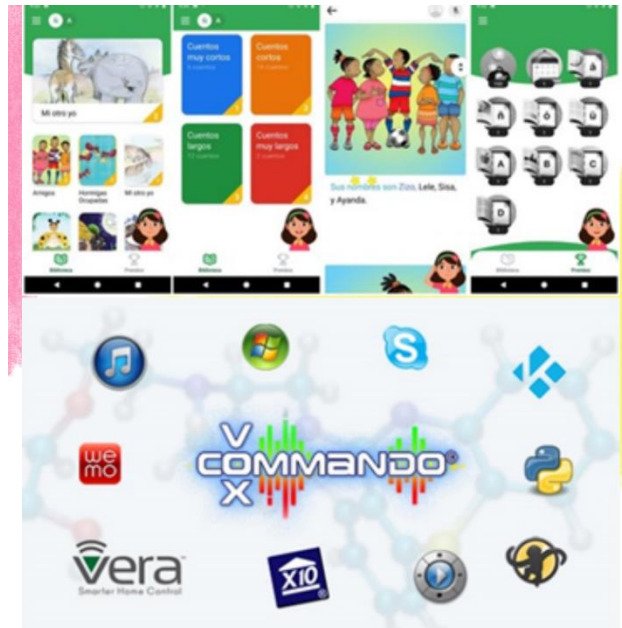 A
Mi otro yo
Amigos
Hormigas
Ocupadas
Mi otro yo
Biblioteca
Premios
A
Cuentos
muy cortos
Cuentos
cortos
Cuentos
largos
12 cuentos
Cuentos
muy largos
Biblioteca
Premios
Sus nombres son Zizo, Lele, Sisa,
y Ayanda.
á
ñ
ó
ü
A
B
C
D
Biblioteca
Premios
S
K
we
mo
VOX
COMMANDO
vera
Smarter Home Control
X10